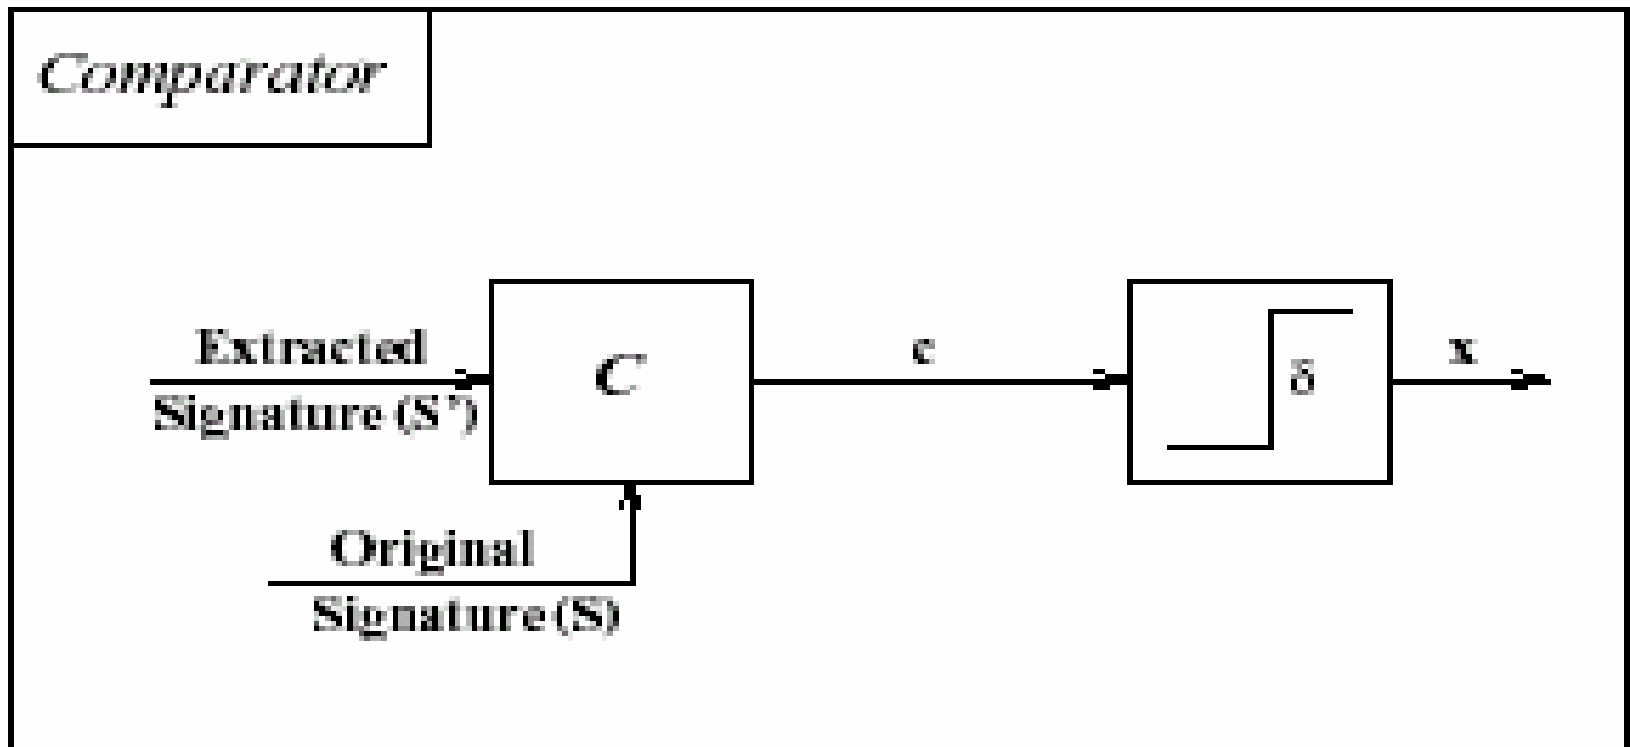 Comparator
Extracted
Signature (S')
C
c
δ
x
Original
Signature (S)